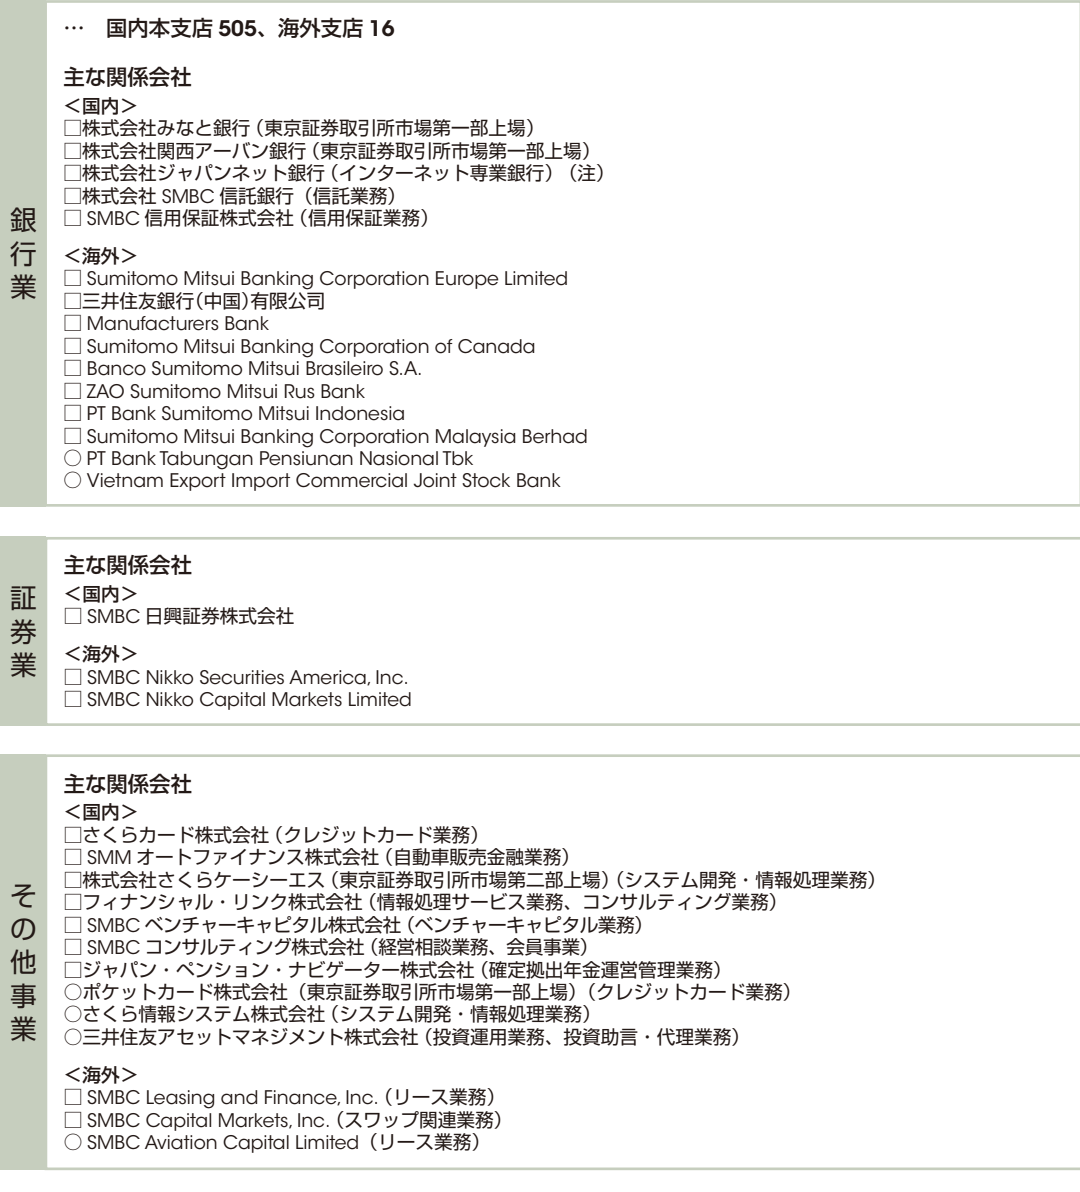 銀行業
… 国内本支店 505、海外支店 16
主な関係会社
＜国内＞
□株式会社みなと銀行（東京証券取引所市場第一部上場）
□株式会社関西アーバン銀行（東京証券取引所市場第一部上場）
□株式会社ジャパンネット銀行（インターネット専業銀行）（注）
□株式会社 SMBC 信託銀行（信託業務）
□ SMBC 信用保証株式会社（信用保証業務）
＜海外＞
□ Sumitomo Mitsui Banking Corporation Europe Limited
□三井住友銀行（中国）有限公司
□ Manufacturers Bank
□ Sumitomo Mitsui Banking Corporation of Canada
□ Banco Sumitomo Mitsui Brasileiro S.A.
□ ZAO Sumitomo Mitsui Rus Bank
□ PT Bank Sumitomo Mitsui Indonesia
□ Sumitomo Mitsui Banking Corporation Malaysia Berhad
○ PT Bank Tabungan Pensiunan Nasional Tbk
○ Vietnam Export Import Commercial Joint Stock Bank
証券業
主な関係会社
＜国内＞
□ SMBC 日興証券株式会社
＜海外＞
□ SMBC Nikko Securities America, Inc.
□ SMBC Nikko Capital Markets Limited
その他事業
主な関係会社
＜国内＞
□さくらカード株式会社（クレジットカード業務）
□ SMM オートファイナンス株式会社（自動車販売金融業務）
□株式会社さくらケーシーエス（東京証券取引所市場第二部上場）（システム開発・情報処理業務）
□フィナンシャル・リンク株式会社（情報処理サービス業務、コンサルティング業務）
□ SMBC ベンチャーキャピタル株式会社（ベンチャーキャピタル業務）
□ SMBC コンサルティング株式会社（経営相談業務、会員事業）
□ジャパン・ペンション・ナビゲーター株式会社（確定拠出年金運営管理業務）
○ポケットカード株式会社（東京証券取引所市場第一部上場）（クレジットカード業務）
○さくら情報システム株式会社（システム開発・情報処理業務）
○三井住友アセットマネジメント株式会社（投資運用業務、投資助言・代理業務）
＜海外＞
□ SMBC Leasing and Finance, Inc.（リース業務）
□ SMBC Capital Markets, Inc.（スワップ関連業務）
○ SMBC Aviation Capital Limited（リース業務）